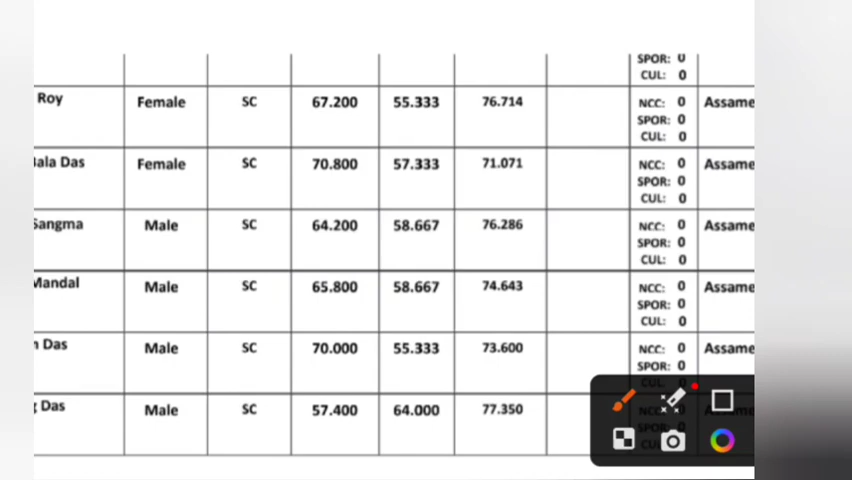 SPOR: 0
CUL: 0
Roy Female SC 67.200 55.333 76.714 NCC: 0 Assame
SPOR: 0
CUL: 0
Bala Das Female SC 70.800 57.333 71.071 NCC: 0 Assame
SPOR: 0
CUL: 0
Sangma Male SC 64.200 58.667 76.286 NCC: 0 Assame
SPOR: 0
CUL: 0
Mandal Male SC 65.800 58.667 74.643 NCC: 0 Assame
SPOR: 0
CUL: 0
Das Male SC 70.000 55.333 73.600 NCC: 0 Assame
SPOR: 0
CUL: 0
Das Male SC 57.400 64.000 77.350